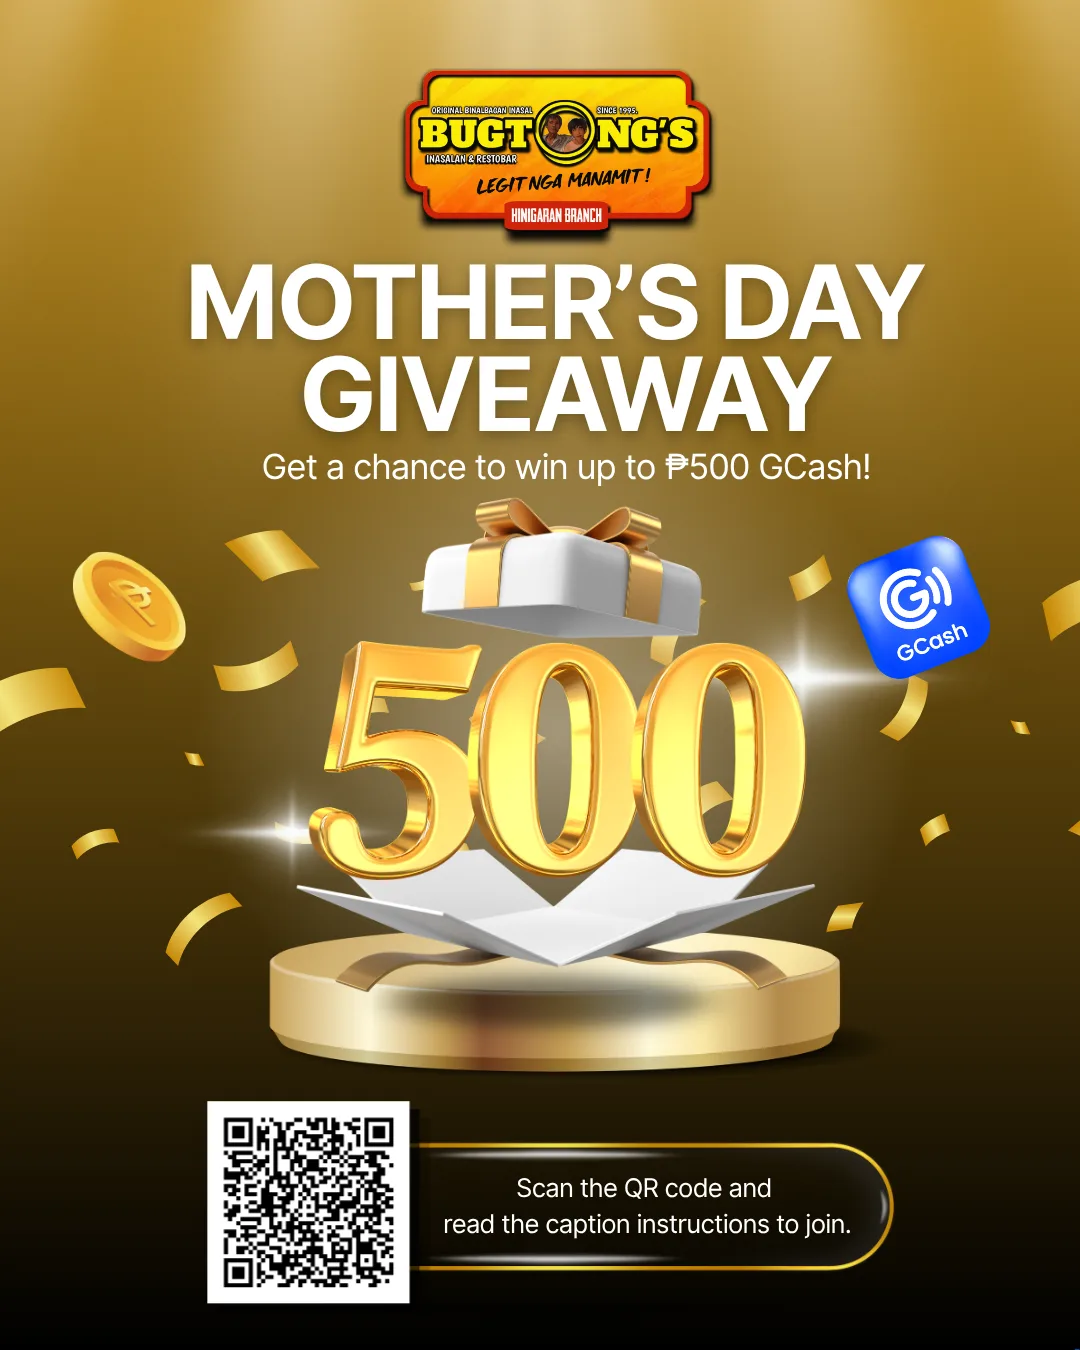 ORIGINAL BINALBAGAN INASAL
SINCE 1995.
BUGTONG'S
INASALAN & RESTOBAR
LEGIT NGA MANAMIT!
HINIGARAN BRANCH
MOTHER’S DAY
GIVEAWAY
Get a chance to win up to ₱500 GCash!
GCash
500
Scan the QR code and
read the caption instructions to join.